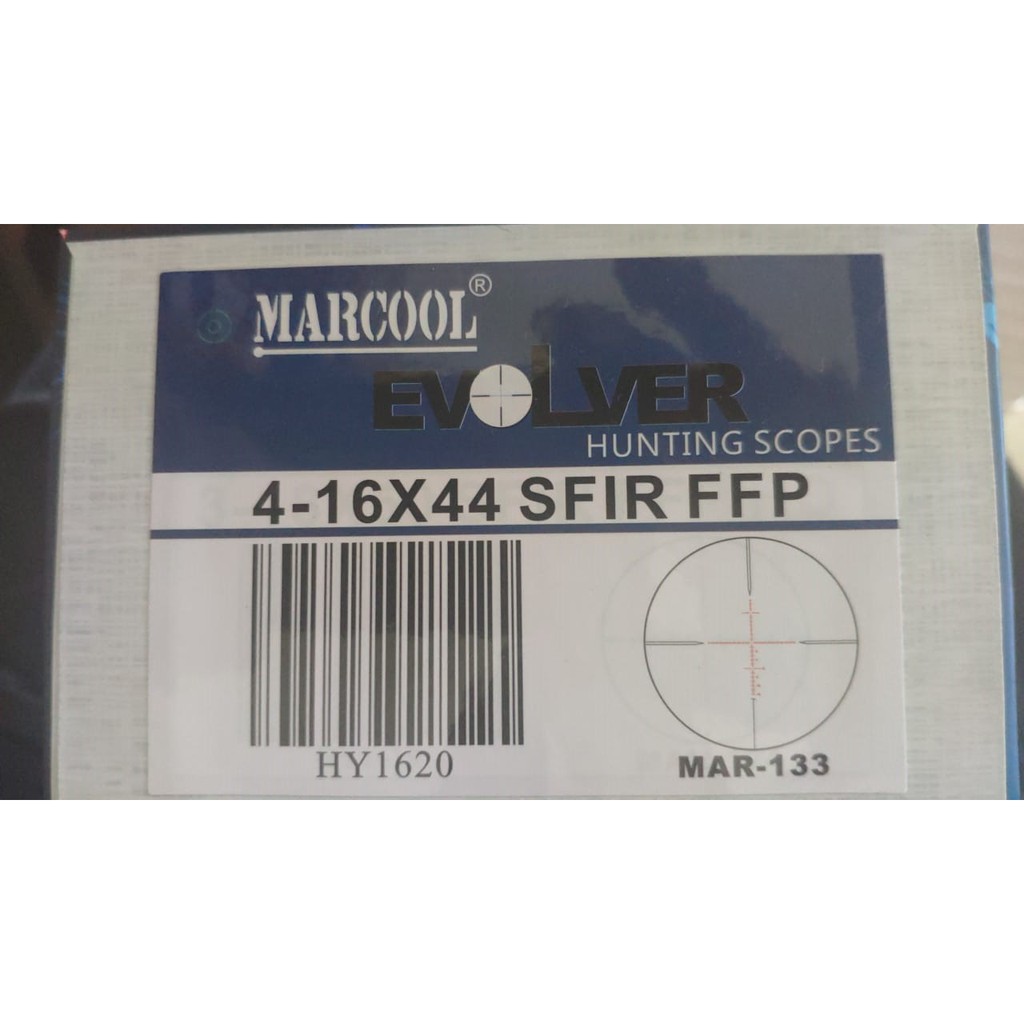 MARCOOL®
EVOLVER
HUNTING SCOPES
4-16X44 SFIR FFP
HY1620
MAR-133